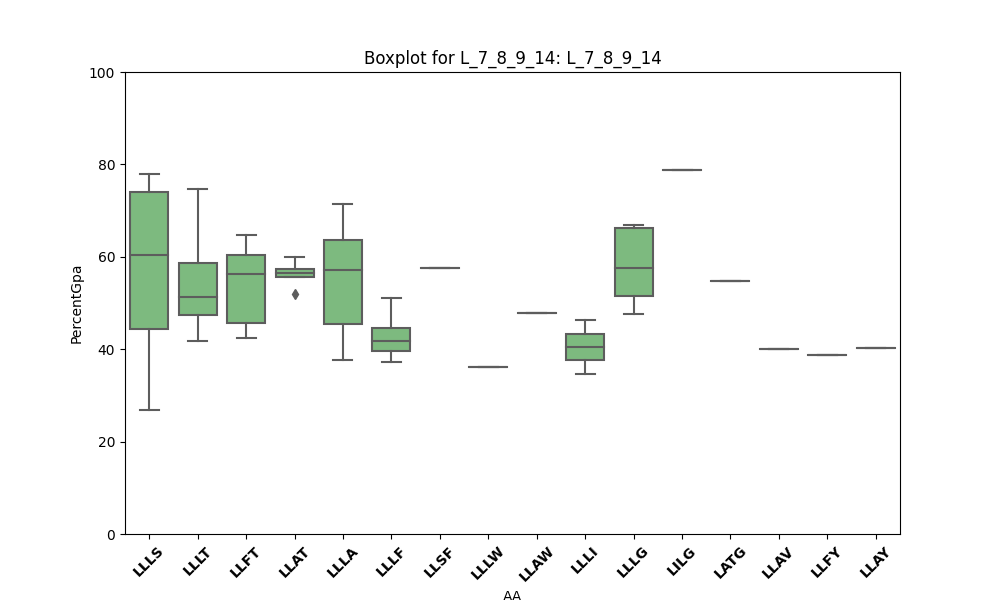 Boxplot for L_7_8_9_14: L_7_8_9_14
100
80
60
40
20
0
PercentGpa
LLLS LLLT LLFT LLAT LLLA LLLF LLSF LLLW LLAW LLLI LLLG LILG LATG LLAV LLFY LLAY
AA